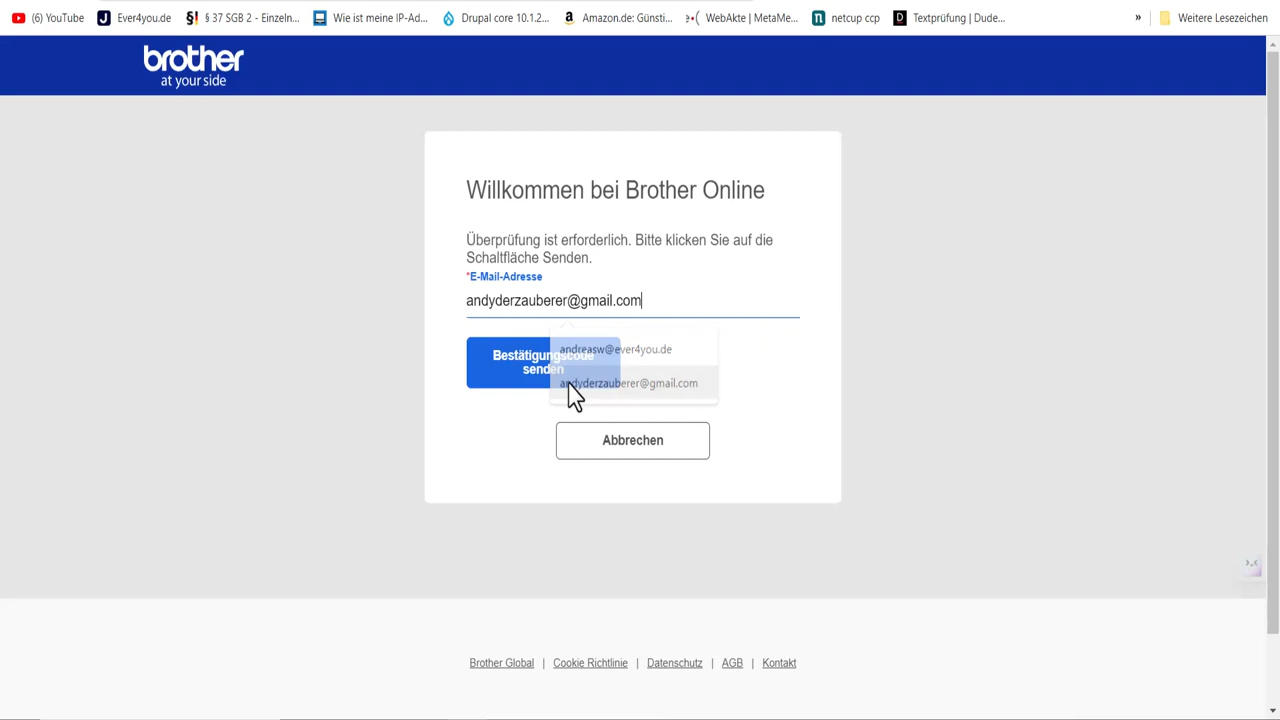 (6) YouTube
Ever4you.de
§ 37 SGB 2 - Einzeln...
Wie ist meine IP-Ad...
Drupal core 10.1.2...
Amazon.de: Günsti...
WebAkte | MetaMe...
netcup ccp
Textprüfung | Dude...
»
Weitere Lesezeichen
brother
at your side
Willkommen bei Brother Online
Überprüfung ist erforderlich. Bitte klicken Sie auf die
Schaltfläche Senden.
*E-Mail-Adresse
andyderzauberer@gmail.com
andreasw@ever4you.de
Bestätigungscode
senden
andyderzauberer@gmail.com
Abbrechen
Brother Global | Cookie Richtlinie | Datenschutz | AGB | Kontakt